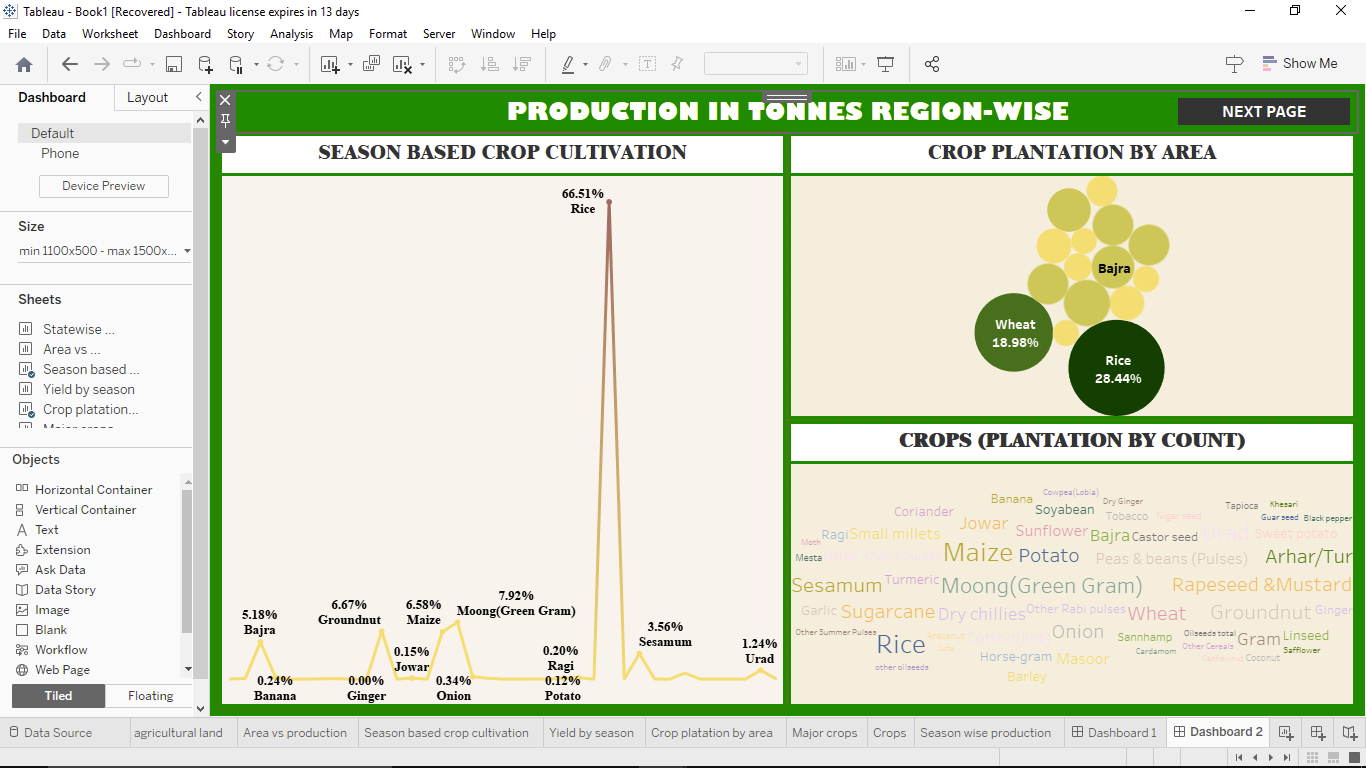 Tableau - Book1 [Recovered] - Tableau license expires in 13 days
File Data Worksheet Dashboard Story Analysis Map Format Server Window Help
Show Me
Dashboard Layout
Default
Phone
Device Preview
Size
min 1100x500 - max 1500x...
Sheets
Statewise ...
Area vs ...
Season based ...
Yield by season
Crop platation...
Objects
Horizontal Container
Vertical Container
Text
Extension
Ask Data
Data Story
Image
Blank
Workflow
Web Page
Tiled Floating
PRODUCTION IN TONNES REGION-WISE
NEXT PAGE
SEASON BASED CROP CULTIVATION
66.51%
Rice
7.92%
Moong(Green Gram)
6.67%
Groundnut
6.58%
Maize
5.18%
Bajra
3.56%
Sesamum
1.24%
Urad
0.15%
Jowar
0.20%
Ragi
0.24%
Banana
0.00%
Ginger
0.34%
Onion
0.12%
Potato
CROP PLANTATION BY AREA
Bajra
Wheat
18.98%
Rice
28.44%
CROPS (PLANTATION BY COUNT)
Banana Cowpea(Lobia) Dry Ginger Tapioca Khesari
Coriander Soyabean Tobacco Niger seed Guar seed Black pepper
Ragi Small millets Jowar Sunflower Bajra Castor seed Urad Sweet potato
Moth Mesta Other Kharif pulses Maize Potato Peas & beans (Pulses) Arhar/Tur
Sesamum Turmeric Moong(Green Gram) Rapeseed &Mustard
Garlic Sugarcane Dry chillies Other Rabi pulses Wheat Groundnut Ginger
Other Summer Pulses Rice Arecanut Onion Sannhamp Oilseeds total Gram Linseed
Other Cereals Safflower
Cardamom
other oilseeds Horse-gram Masoor Coconut
Barley
Data Source agricultural land Area vs production Season based crop cultivation Yield by season Crop platation by area Major crops Crops Season wise production Dashboard 1 Dashboard 2